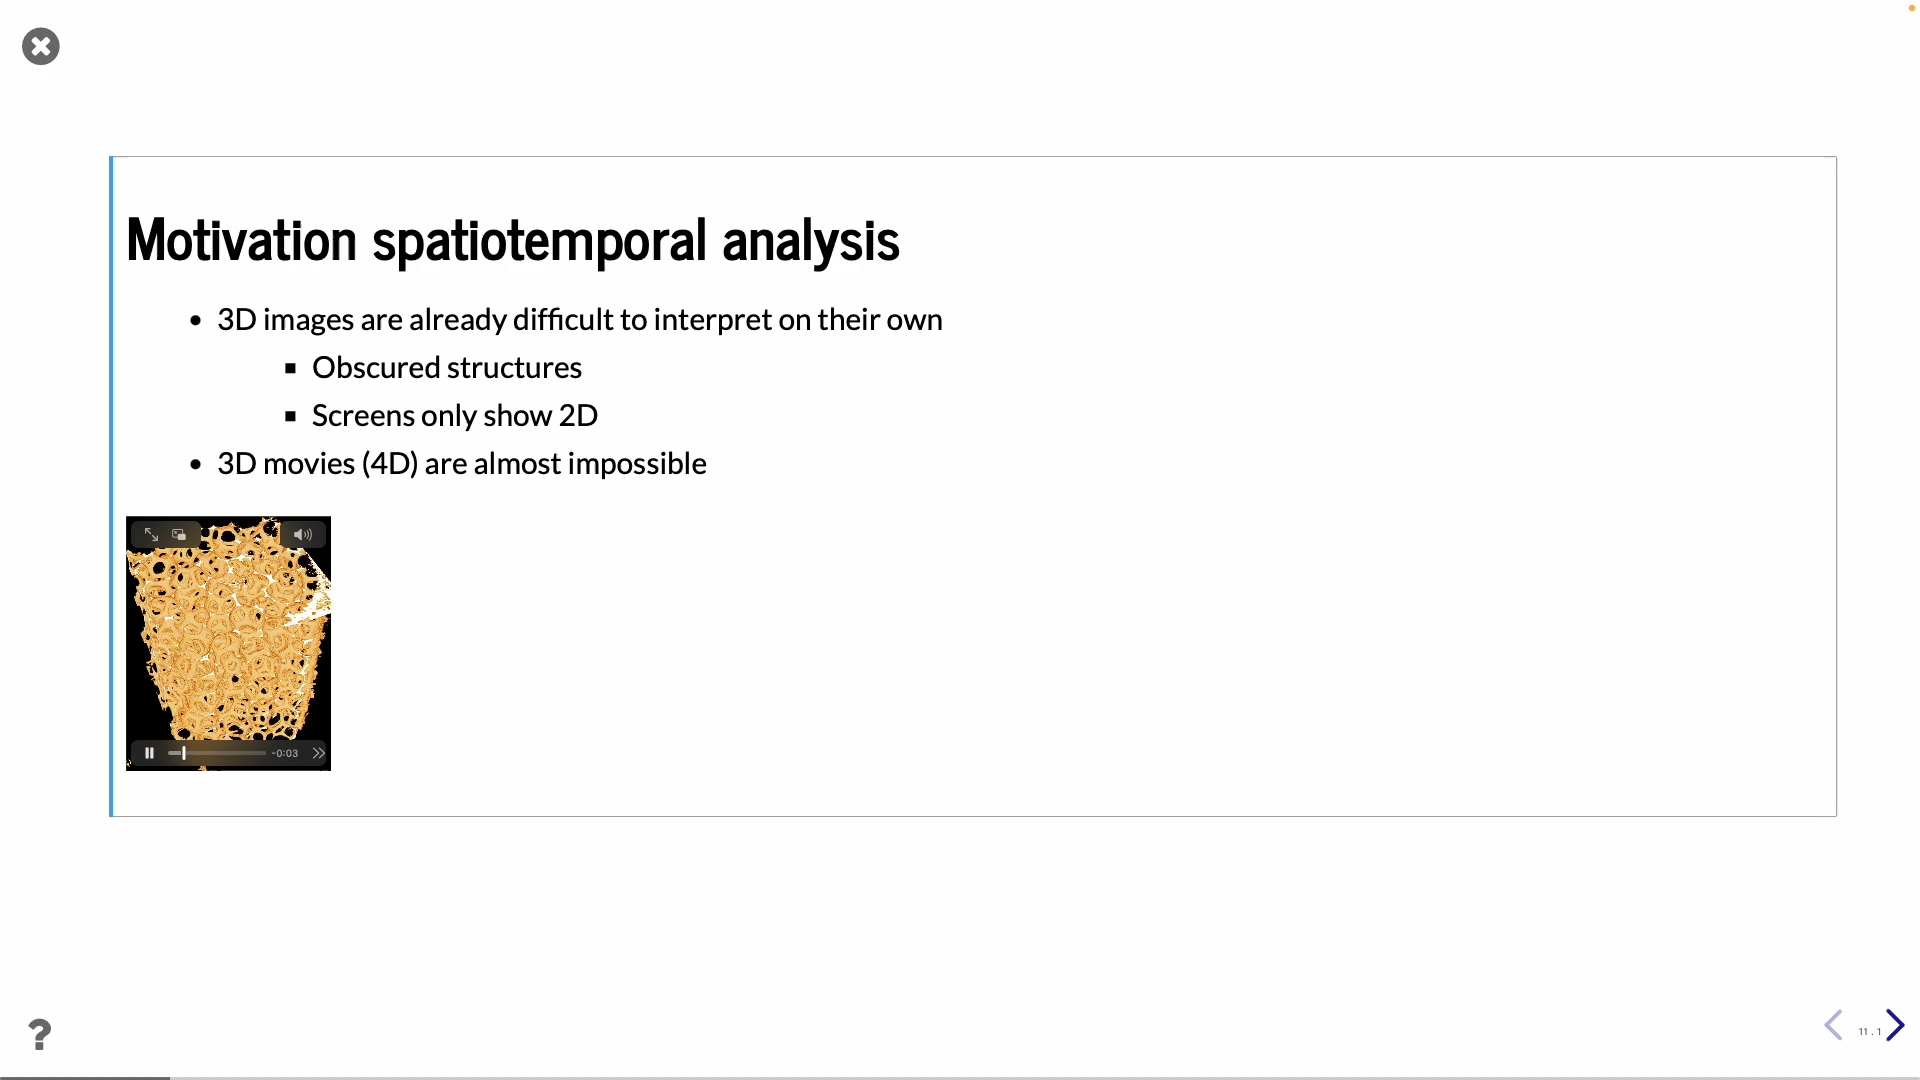 Motivation spatiotemporal analysis
3D images are already difficult to interpret on their own
Obscured structures
Screens only show 2D
3D movies (4D) are almost impossible
-0:03
?
11 . 1